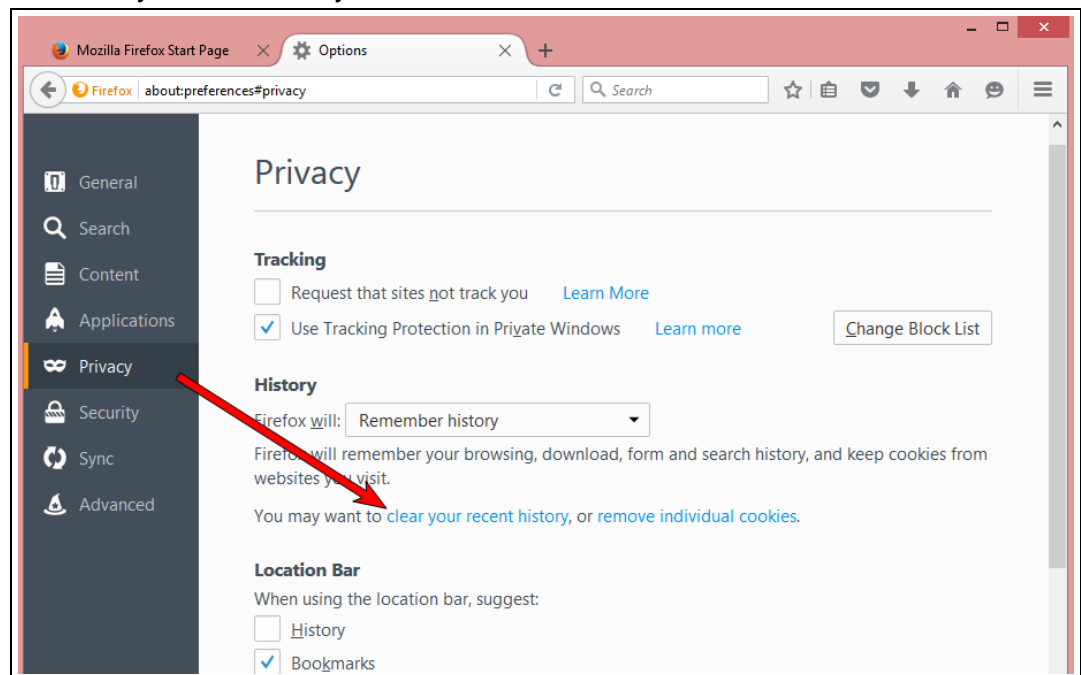 Mozilla Firefox Start Page
Options
Firefox about:preferences#privacy
Search
General
Search
Content
Applications
Privacy
Security
Sync
Advanced
Privacy
Tracking
Request that sites not track you Learn More
Use Tracking Protection in Private Windows Learn more Change Block List
History
Firefox will: Remember history
Firefox will remember your browsing, download, form and search history, and keep cookies from
websites you visit.
You may want to clear your recent history, or remove individual cookies.
Location Bar
When using the location bar, suggest:
History
Bookmarks